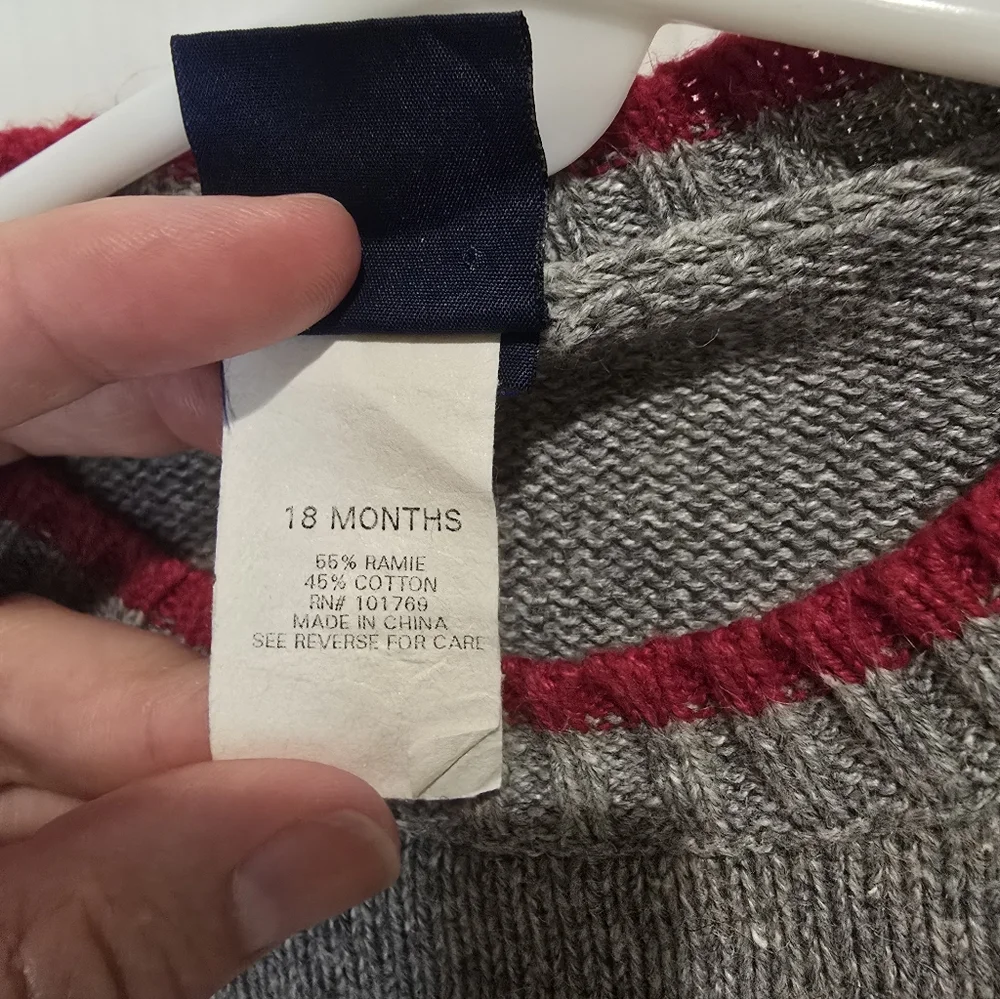 18 MONTHS
55% RAMIE
45% COTTON
RN# 101769
MADE IN CHINA
SEE REVERSE FOR CARE